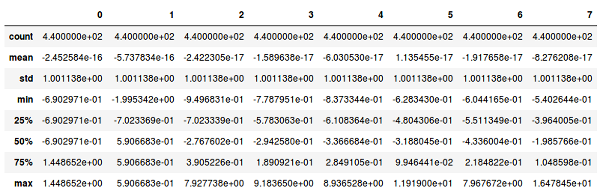 0 1 2 3 4 5 6 7
count 4.400000e+02 4.400000e+02 4.400000e+02 4.400000e+02 4.400000e+02 4.400000e+02 4.400000e+02 4.400000e+02
mean -2.452584e-16 -5.737834e-16 -2.422305e-17 -1.589638e-17 -6.030530e-17 1.135455e-17 -1.917658e-17 -8.276208e-17
std 1.001138e+00 1.001138e+00 1.001138e+00 1.001138e+00 1.001138e+00 1.001138e+00 1.001138e+00 1.001138e+00
min -6.902971e-01 -1.995342e+00 -9.496831e-01 -7.787951e-01 -8.373344e-01 -6.283430e-01 -6.044165e-01 -5.402644e-01
25% -6.902971e-01 -7.023369e-01 -7.023339e-01 -5.783063e-01 -6.108364e-01 -4.804306e-01 -5.511349e-01 -3.964005e-01
50% -6.902971e-01 5.906683e-01 -2.767602e-01 -2.942580e-01 -3.366684e-01 -3.188045e-01 -4.336004e-01 -1.985766e-01
75% 1.448652e+00 5.906683e-01 3.905226e-01 1.890921e-01 2.849105e-01 9.946441e-02 2.184822e-01 1.048598e-01
max 1.448652e+00 5.906683e-01 7.927738e+00 9.183650e+00 8.936528e+00 1.191900e+01 7.967672e+00 1.647845e+01